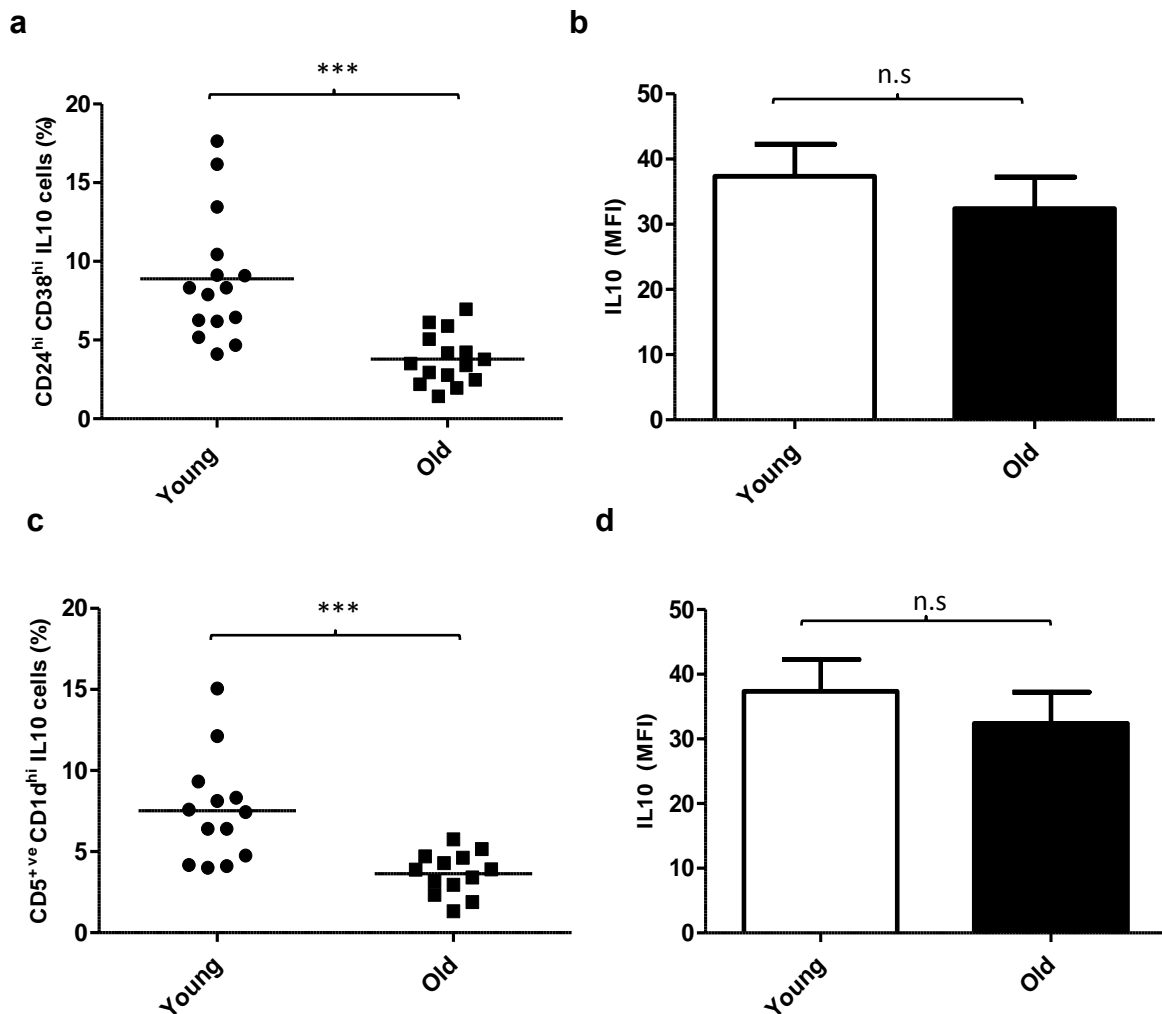 a
***
CD24hi CD38hi IL10 cells (%)
20
15
10
5
0
Young
Old
b
n.s
IL10 (MFI)
50
40
30
20
10
0
Young
Old
c
***
CD5+ve CD1dhi IL10 cells (%)
20
15
10
5
0
Young
Old
d
n.s
IL10 (MFI)
50
40
30
20
10
0
Young
Old